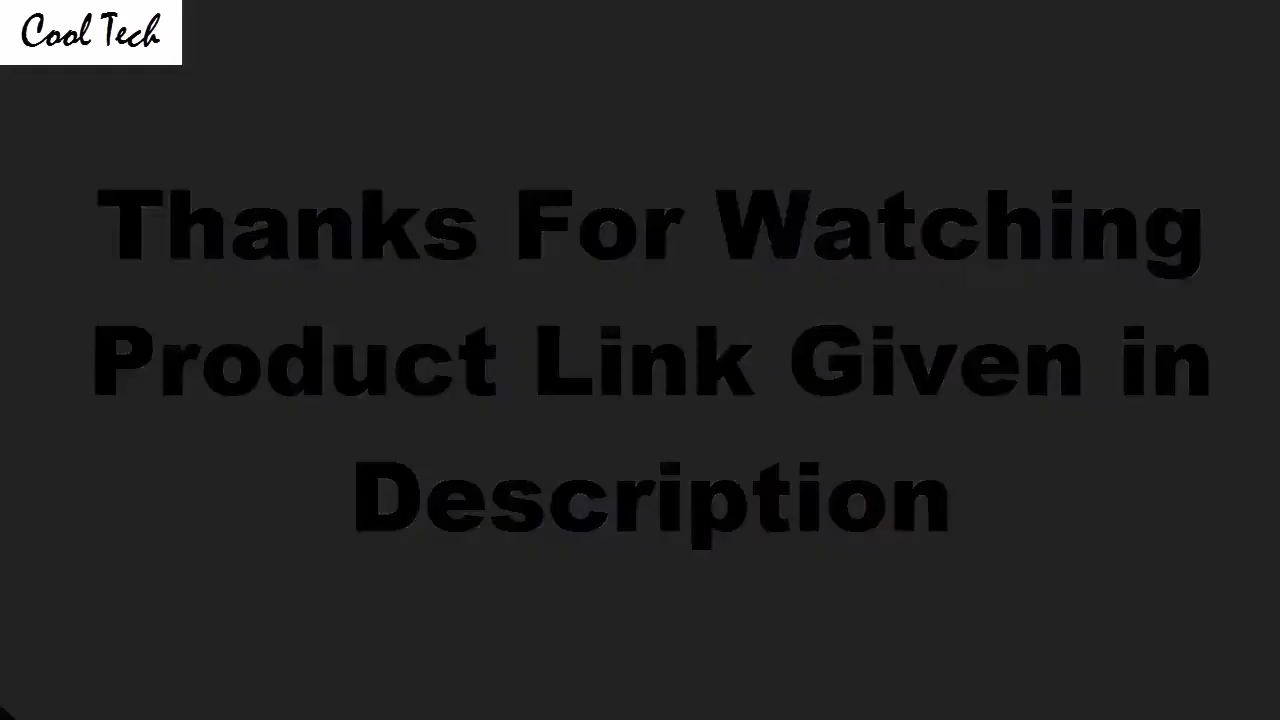 Cool Tech
Thanks For Watching
Product Link Given in
Description